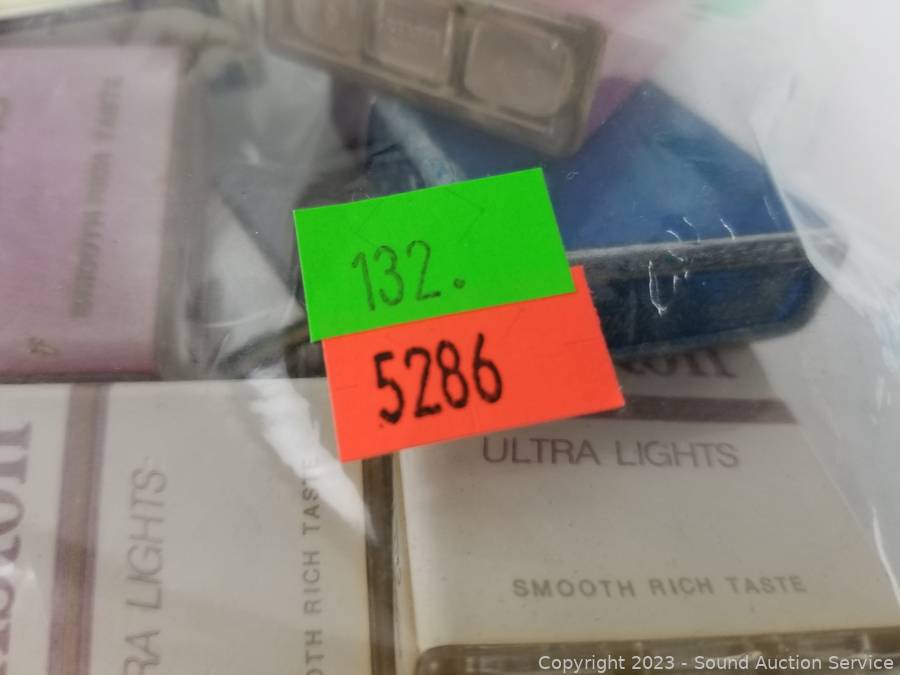 SMOOTH RICH TASTE
132.
5286
ULTRA LIGHTS
SMOOTH RICH TASTE
RA LIGHTS
OTH RICH TASTE
Copyright 2023 - Sound Auction Service